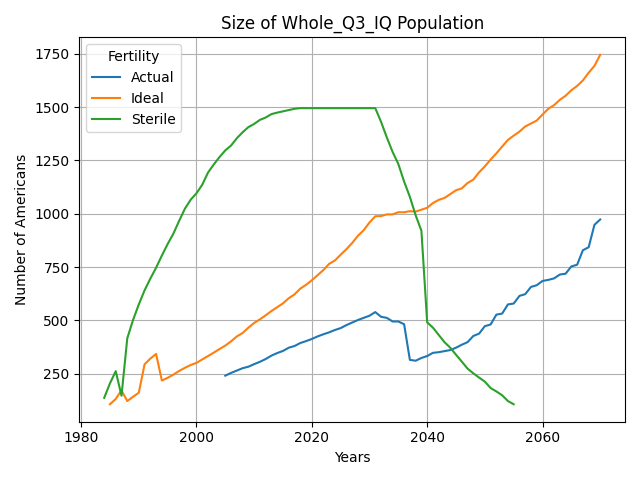 Size of Whole_Q3_IQ Population
Fertility
Actual
Ideal
Sterile
Number of Americans
1750
1500
1250
1000
750
500
250
1980
2000
2020
2040
2060
Years